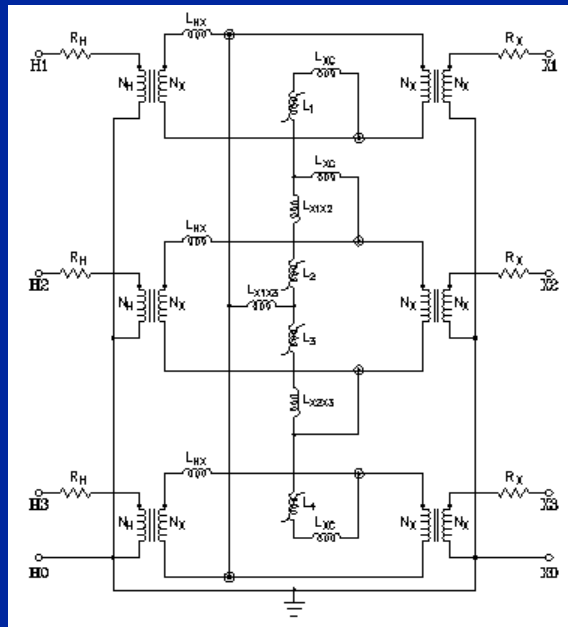 L_HX
R_H
R_X
L_XC
H1
X1
N_H
N_X
N_X
N_X
L_1
L_XC
L_X1X2
L_HX
R_H
R_X
L_2
H2
X2
L_X1X3
N_H
N_X
N_X
N_X
L_3
L_X2X3
L_HX
R_H
R_X
L_4
H3
X3
N_H
N_X
N_X
N_X
L_XC
H0
X0